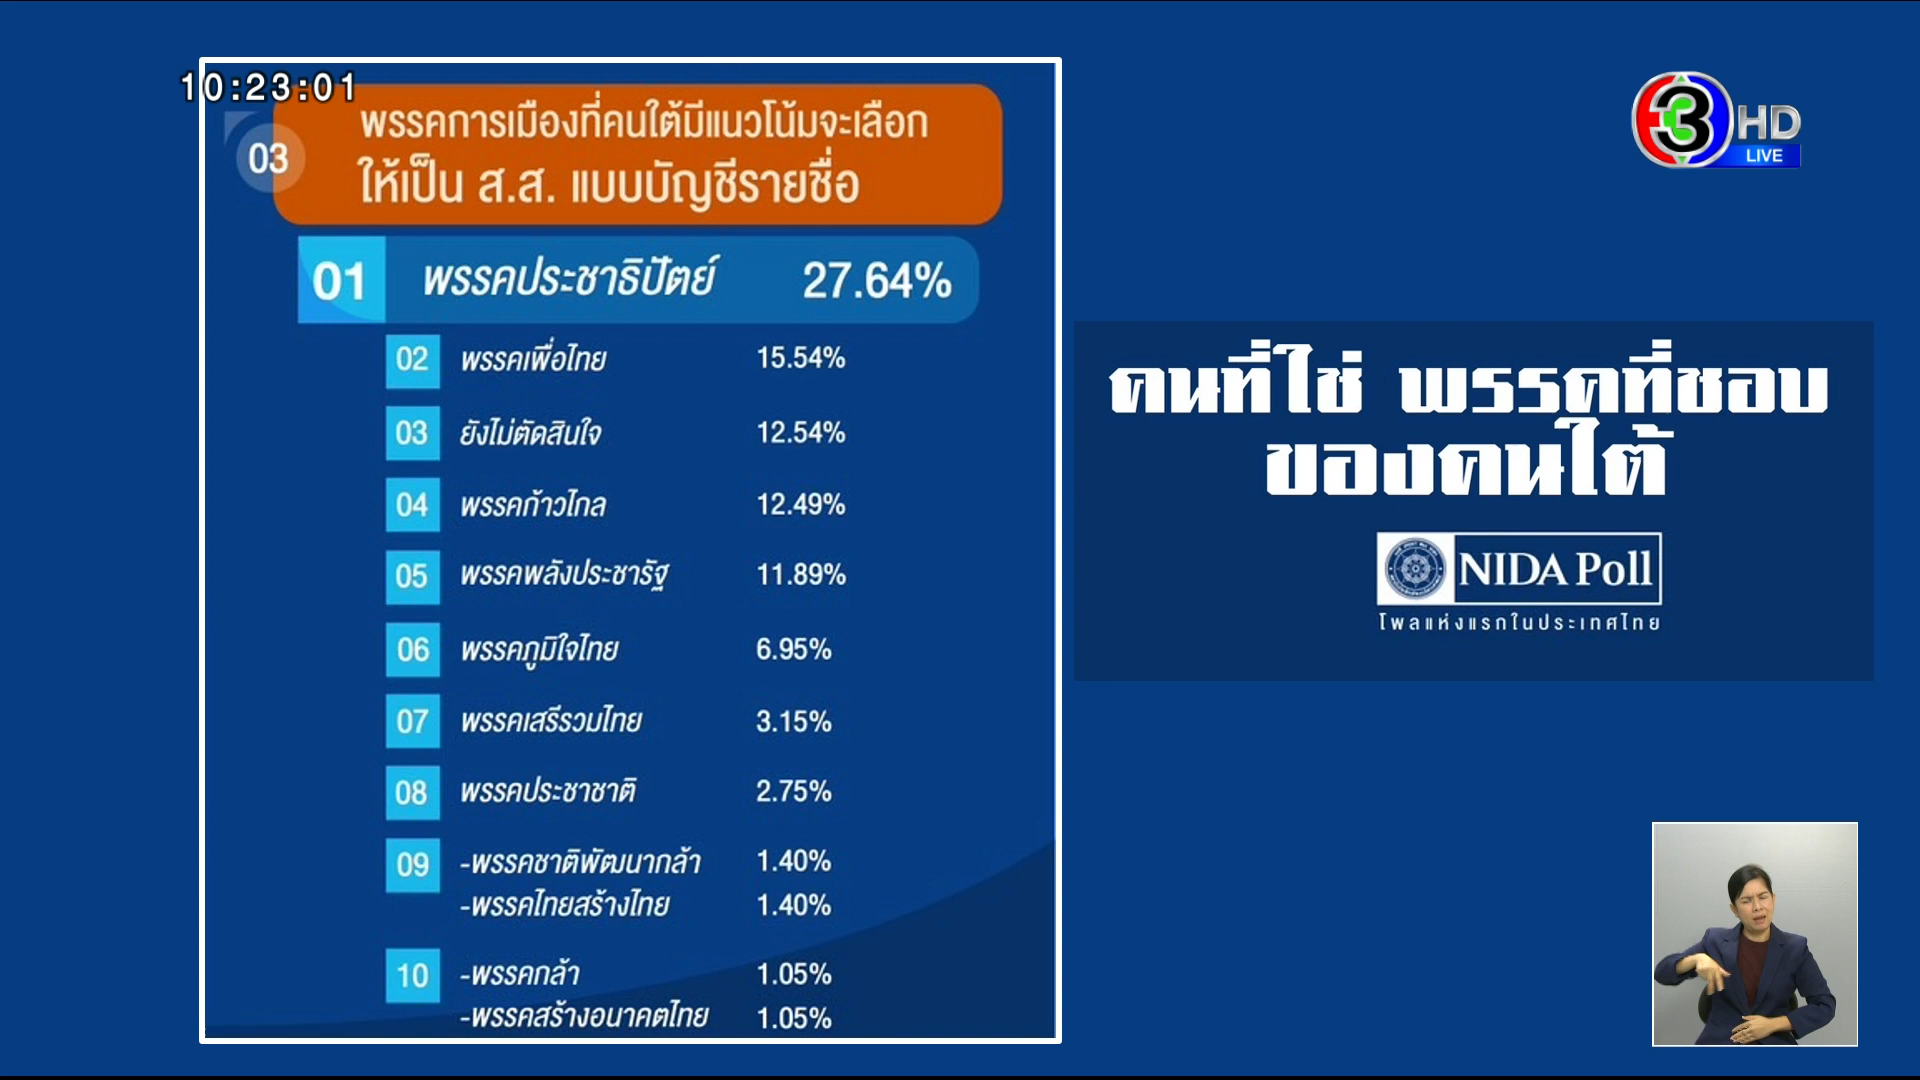 10:23:01
03
พรรคการเมืองที่คนใต้มีแนวโน้มจะเลือก
ให้เป็น ส.ส. แบบบัญชีรายชื่อ
01 พรรคประชาธิปัตย์ 27.64%
02 พรรคเพื่อไทย 15.54%
03 ยังไม่ตัดสินใจ 12.54%
04 พรรคก้าวไกล 12.49%
05 พรรคพลังประชารัฐ 11.89%
06 พรรคภูมิใจไทย 6.95%
07 พรรคเสรีรวมไทย 3.15%
08 พรรคประชาชาติ 2.75%
09 -พรรคชาติพัฒนากล้า 1.40%
-พรรคไทยสร้างไทย 1.40%
10 -พรรคกล้า 1.05%
-พรรคสร้างอนาคตไทย 1.05%
3 HD
LIVE
คนที่ใช่ พรรคที่ชอบ
ของคนใต้
NIDA Poll
โพลแห่งแรกในประเทศไทย